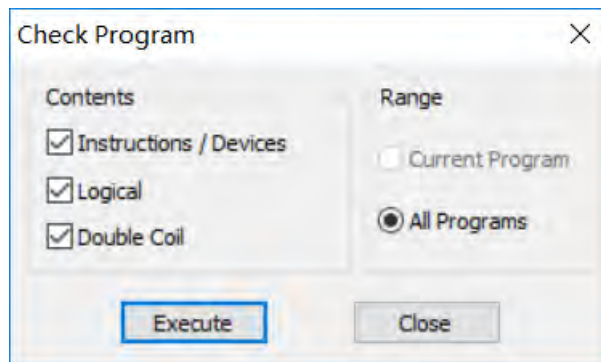 Check Program
Contents
Instructions / Devices
Logical
Double Coil
Range
Current Program
All Programs
Execute
Close